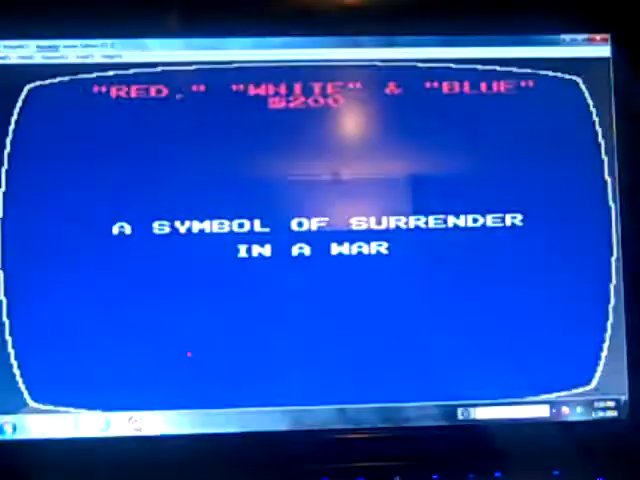 "RED," "WHITE" & "BLUE"
$200
A SYMBOL OF SURRENDER
IN A WAR